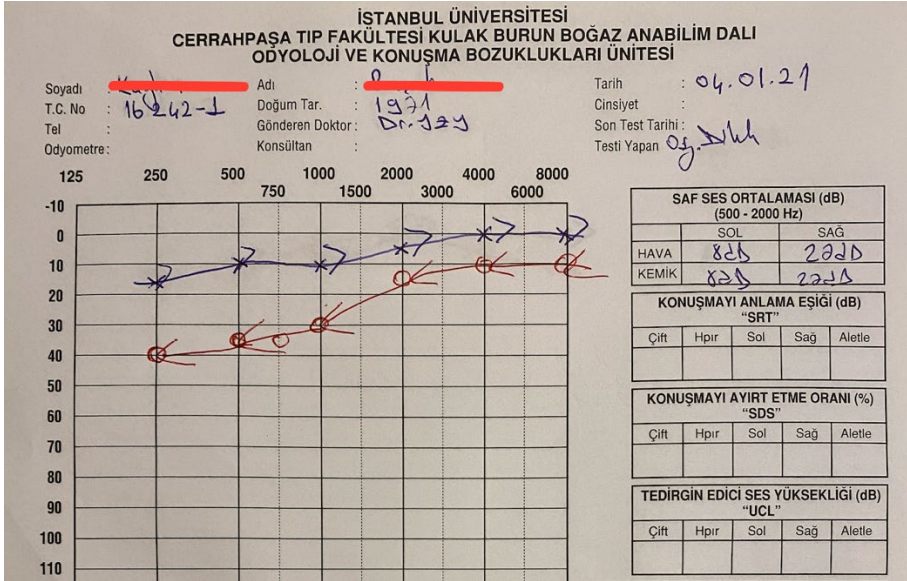 İSTANBUL ÜNİVERSİTESİ
CERRAHPAŞA TIP FAKÜLTESİ KULAK BURUN BOĞAZ ANABİLİM DALI
ODYOLOJİ VE KONUŞMA BOZUKLUKLARI ÜNİTESİ
Soyadı :
Adı :
Tarih : 04.01.21
T.C. No : 16242-1
Doğum Tar. : 1971
Cinsiyet :
Tel :
Gönderen Doktor :
Son Test Tarihi :
Odyometre :
Konsültan :
Testi Yapan
125 250 500 1000 2000 4000 8000
750 1500 3000 6000
-10
0
10
20
30
40
50
60
70
80
90
100
110
SAF SES ORTALAMASI (dB)
(500 - 2000 Hz)
SOL SAĞ
HAVA 8dB 22dB
KEMİK 8dB 22dB
KONUŞMAYI ANLAMA EŞİĞİ (dB)
"SRT"
Çift Hpır Sol Sağ Aletle
KONUŞMAYI AYIRT ETME ORANI (%)
"SDS"
Çift Hpır Sol Sağ Aletle
TEDİRGİN EDİCİ SES YÜKSEKLİĞİ (dB)
"UCL"
Çift Hpır Sol Sağ Aletle